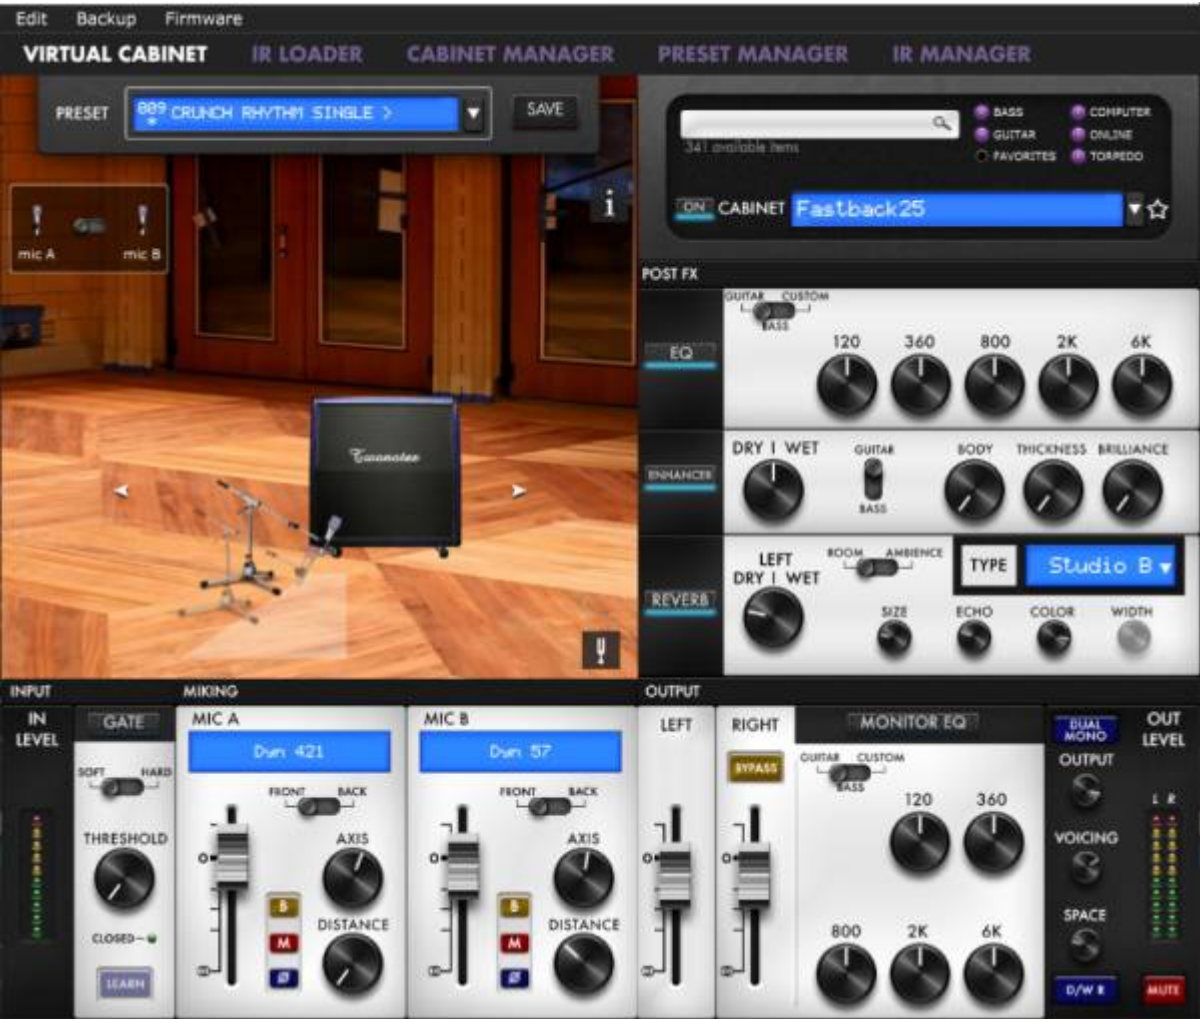 Edit Backup Firmware
VIRTUAL CABINET IR LOADER CABINET MANAGER PRESET MANAGER IR MANAGER
PRESET 009 CRUNCH RHYTHM SINGLE > SAVE
*
341 available items
BASS COMPUTER
GUITAR ONLINE
FAVORITES TORPEDO
ON CABINET Fastback25
i
mic A mic B
Twonotes
POST FX
EQ
GUITAR CUSTOM
BASS
120 360 800 2K 6K
ENHANCER
DRY | WET
GUITAR
BASS
BODY THICKNESS BRILLIANCE
REVERB
LEFT
DRY | WET
ROOM AMBIENCE
TYPE Studio B
SIZE ECHO COLOR WIDTH
INPUT MIKING OUTPUT
IN
LEVEL
GATE
SOFT HARD
THRESHOLD
CLOSED
LEARN
MIC A
Dyn 421
FRONT BACK
0
AXIS
DISTANCE
B
M
Ø
∞
MIC B
Dyn 57
FRONT BACK
0
AXIS
DISTANCE
B
M
Ø
∞
LEFT
0
∞
RIGHT
BYPASS
0
∞
MONITOR EQ
GUITAR CUSTOM
BASS
120 360
800 2K 6K
DUAL
MONO
OUTPUT
VOICING
SPACE
D/W R
OUT
LEVEL
L R
MUTE